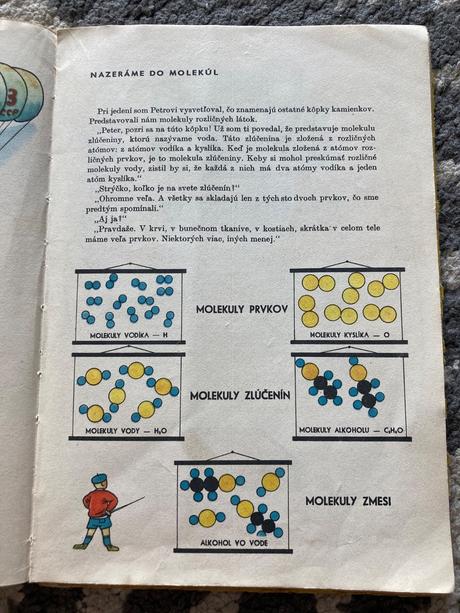 3
CCCP
NAZERÁME DO MOLEKÚL
Pri jedení som Petrovi vysvetľoval, čo znamenajú ostatné kôpky kamienkov.
Predstavovali nám molekuly rozličných látok.
„Peter, pozri sa na túto kôpku! Už som ti povedal, že predstavuje molekulu
zlúčeniny, ktorú nazývame voda. Táto zlúčenina je zložená z rozličných
atómov: z atómov vodíka a kyslíka. Keď je molekula zložená z atómov roz-
ličných prvkov, je to molekula zlúčeniny. Keby si mohol preskúmať rozličné
molekuly vody, zistil by si, že každá z nich má dva atómy vodíka a jeden
atóm kyslíka.“
„Strýčko, koľko je na svete zlúčenín?“
„Ohromne veľa. A všetky sa skladajú len z tých sto dvoch prvkov, čo sme
predtým spomínali.“
„Aj ja?“
„Pravdaže. V krvi, v bunečnom tkanive, v kostiach, skrátka v celom tele
máme veľa prvkov. Niektorých viac, iných menej.“
MOLEKULY PRVKOV
MOLEKULY VODÍKA — H
MOLEKULY KYSLÍKA — O
MOLEKULY ZLÚČENÍN
MOLEKULY VODY — H₂O
MOLEKULY ALKOHOLU — C₂H₆O
MOLEKULY ZMESI
ALKOHOL VO VODE